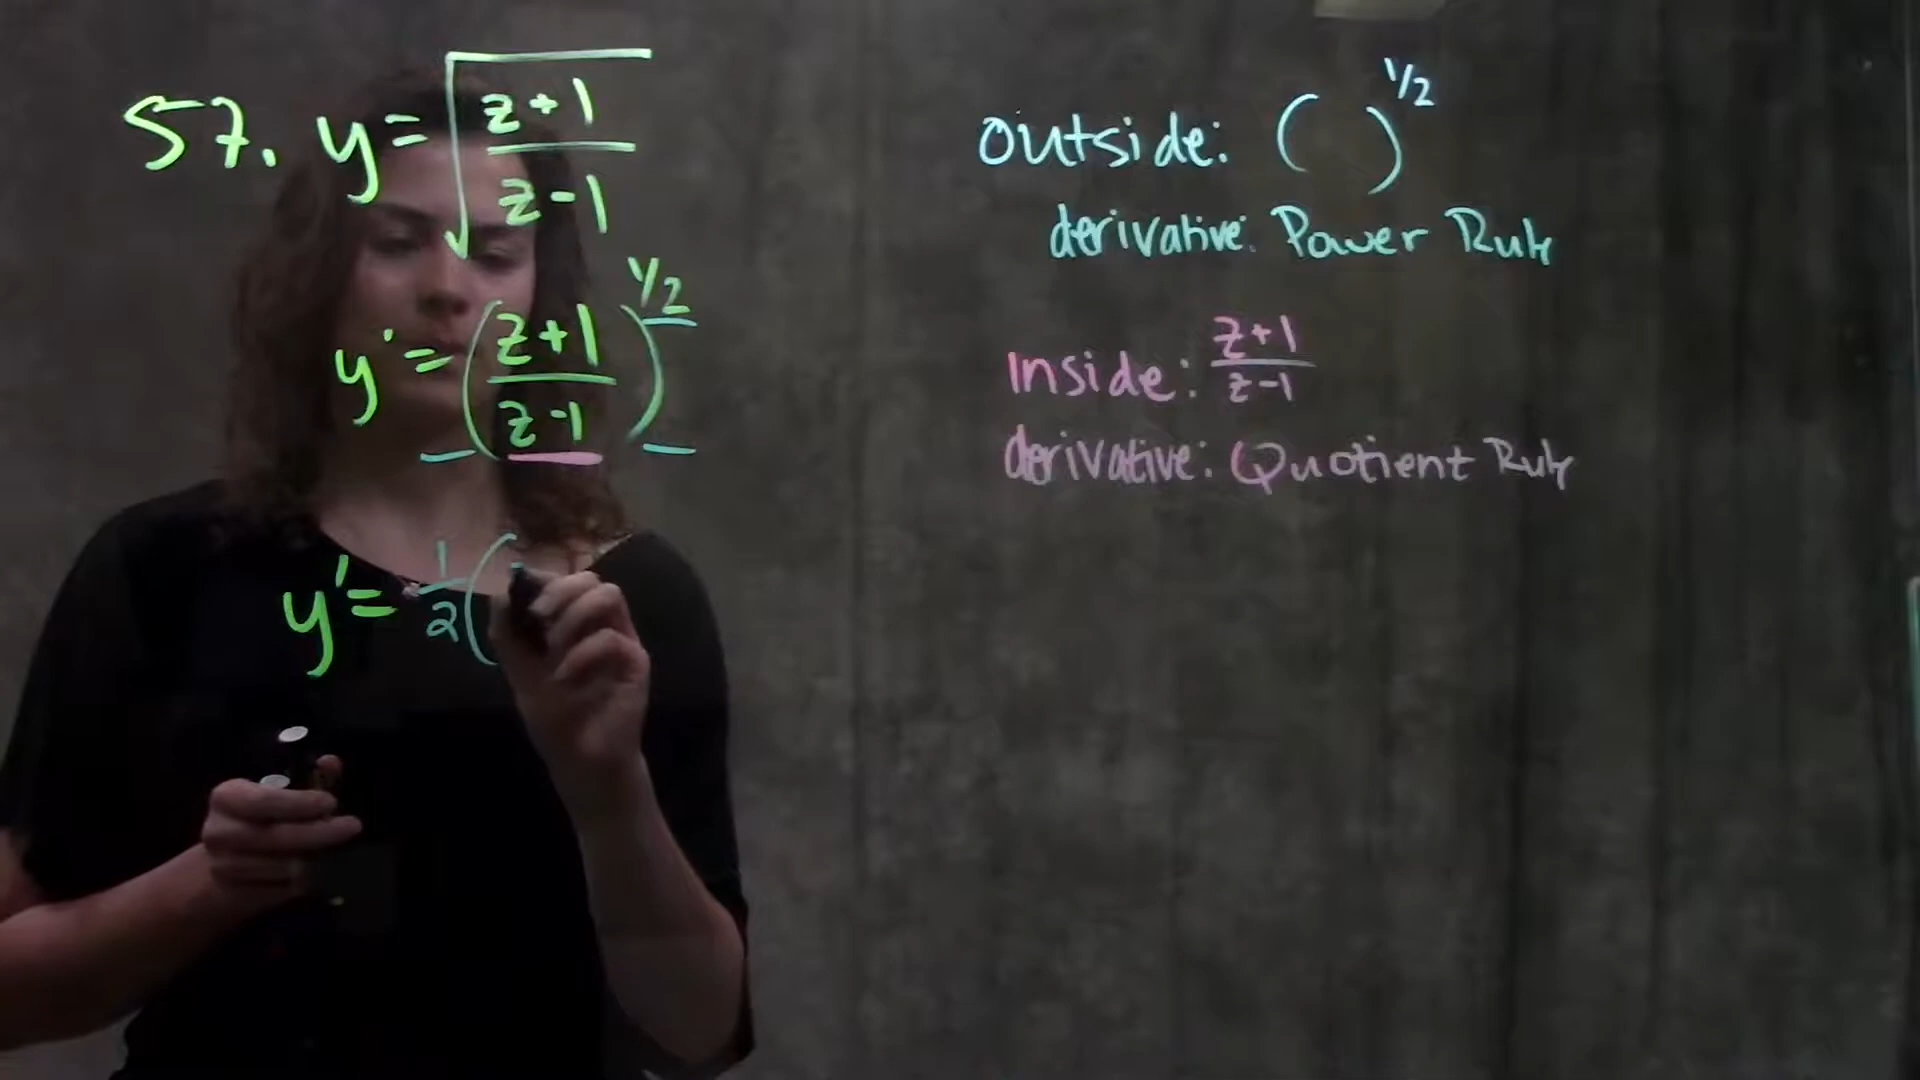 57. y = √((z+1)/(z-1))
y' = ((z+1)/(z-1))^1/2
y' = 1/2 (
Outside: ( )^1/2
derivative: Power Rule
Inside: (z+1)/(z-1)
derivative: Quotient Rule